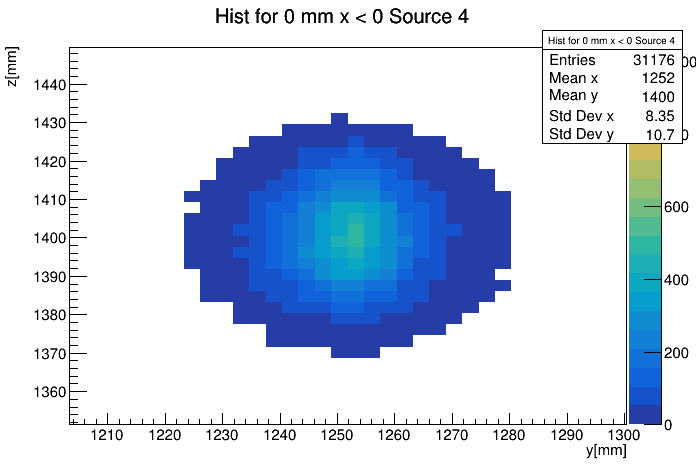 Hist for 0 mm x < 0 Source 4
z[mm]
Hist for 0 mm x < 0 Source 4
Entries 31176
Mean x 1252
Mean y 1400
Std Dev x 8.35
Std Dev y 10.7
1440
1430
1420
1410
1400
1390
1380
1370
1360
600
400
200
0
1210 1220 1230 1240 1250 1260 1270 1280 1290 1300
y[mm]